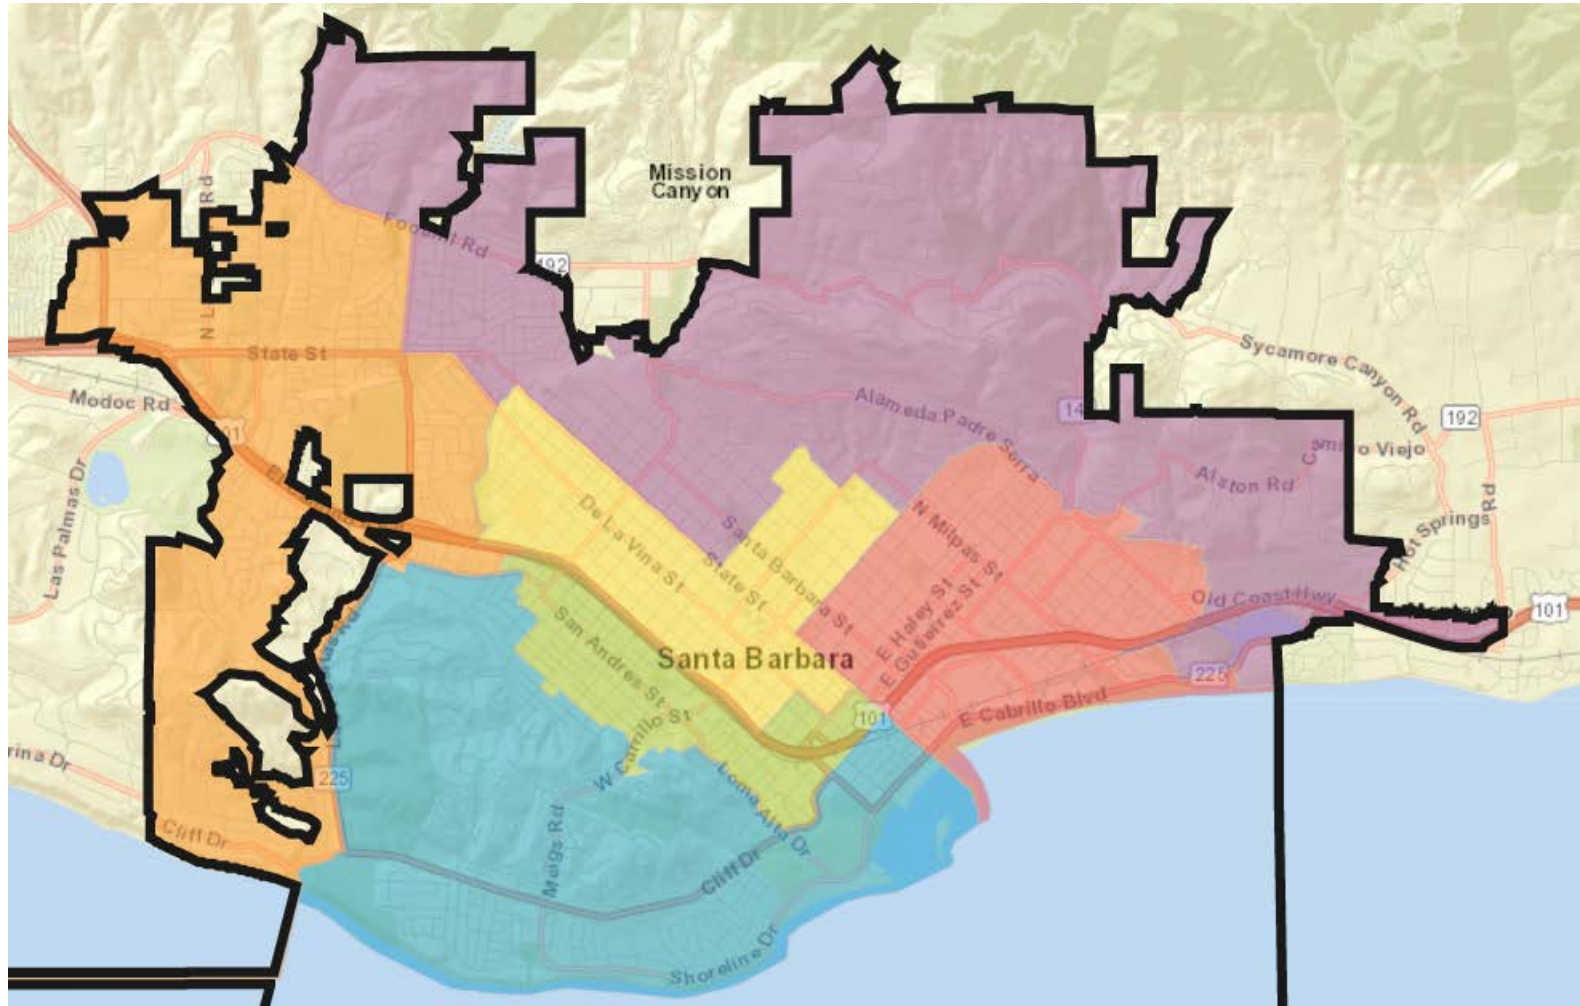 Mission
Canyon
Rd
Foothill Rd
192
N L
State St
Sycamore Canyon Rd
Modoc Rd
Alameda Padre Serra
14
192
101
Camino Viejo
Alston Rd
Las Palmas Dr
De La Vina St
N Milpas St
Santa Barbara St
State St
Hot Springs Rd
E Haley St
E Gutierrez St
Old Coast Hwy
101
San Andres St
Santa Barbara
225
E Cabrillo Blvd
101
W Carrillo St
rina Dr
225
Loma Alta Dr
Meigs Rd
Cliff Dr
Cliff Dr
Shoreline Dr